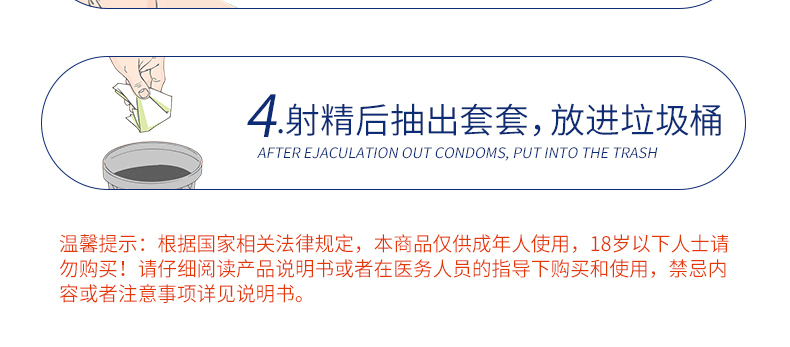 4.射精后抽出套套，放进垃圾桶
AFTER EJACULATION OUT CONDOMS, PUT INTO THE TRASH
温馨提示：根据国家相关法律规定，本商品仅供成年人使用，18岁以下人士请
勿购买！请仔细阅读产品说明书或者在医务人员的指导下购买和使用，禁忌内
容或者注意事项详见说明书。